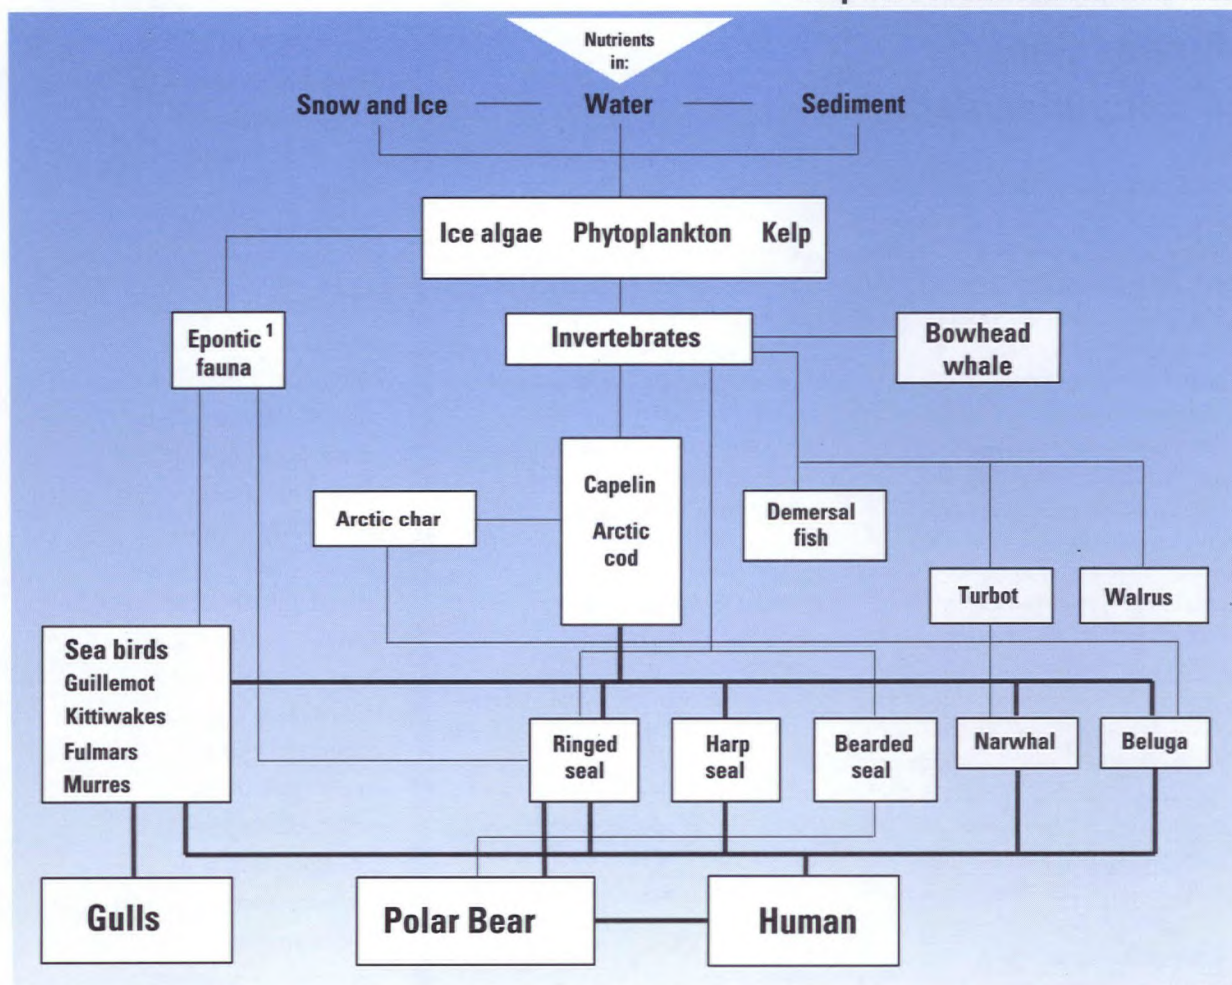 Nutrients
in:
Snow and Ice
Water
Sediment
Ice algae Phytoplankton Kelp
Epontic¹
fauna
Invertebrates
Bowhead
whale
Capelin
Arctic
cod
Arctic char
Demersal
fish
Turbot
Walrus
Sea birds
Guillemot
Kittiwakes
Fulmars
Murres
Ringed
seal
Harp
seal
Bearded
seal
Narwhal
Beluga
Gulls
Polar Bear
Human